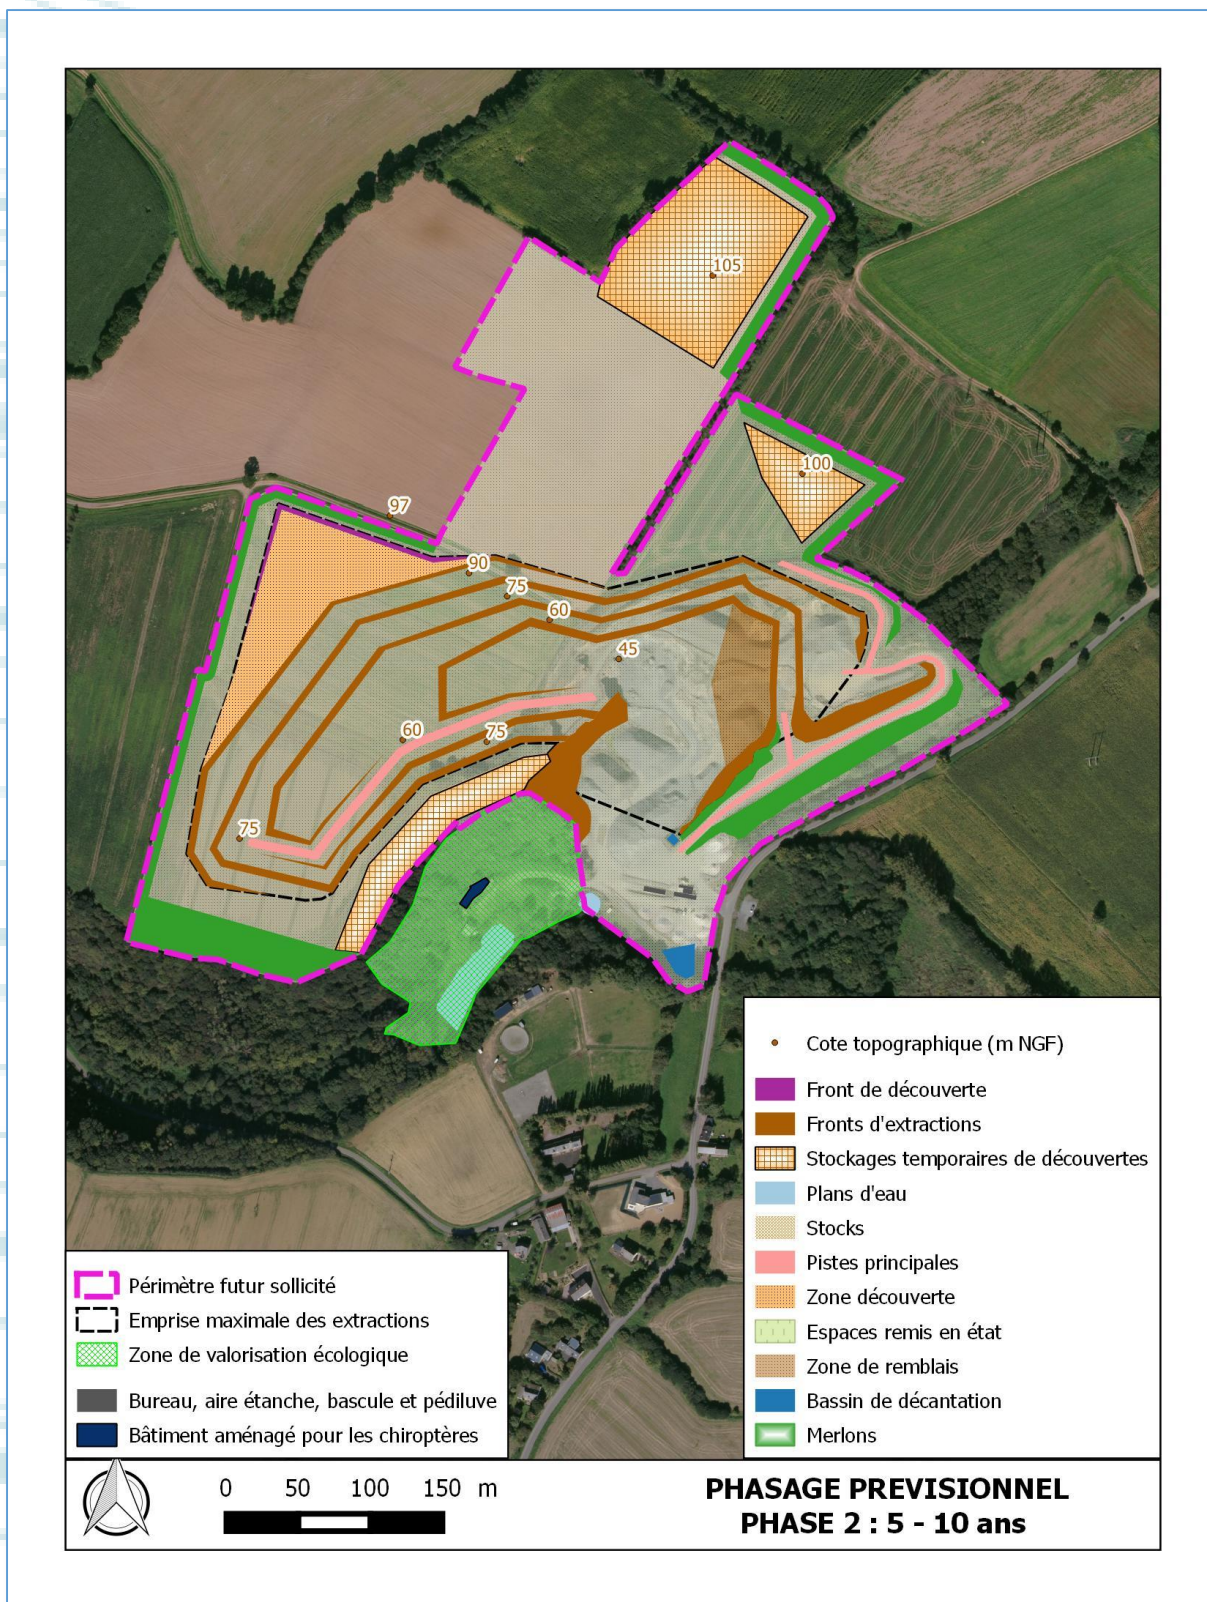 105
100
97
90
75
60
45
60
75
75
Cote topographique (m NGF)
Front de découverte
Fronts d'extractions
Stockages temporaires de découvertes
Plans d'eau
Stocks
Pistes principales
Zone découverte
Espaces remis en état
Zone de remblais
Bassin de décantation
Merlons
Périmètre futur sollicité
Emprise maximale des extractions
Zone de valorisation écologique
Bureau, aire étanche, bascule et pédiluve
Bâtiment aménagé pour les chiroptères
0 50 100 150 m
PHASAGE PREVISIONNEL
PHASE 2 : 5 - 10 ans